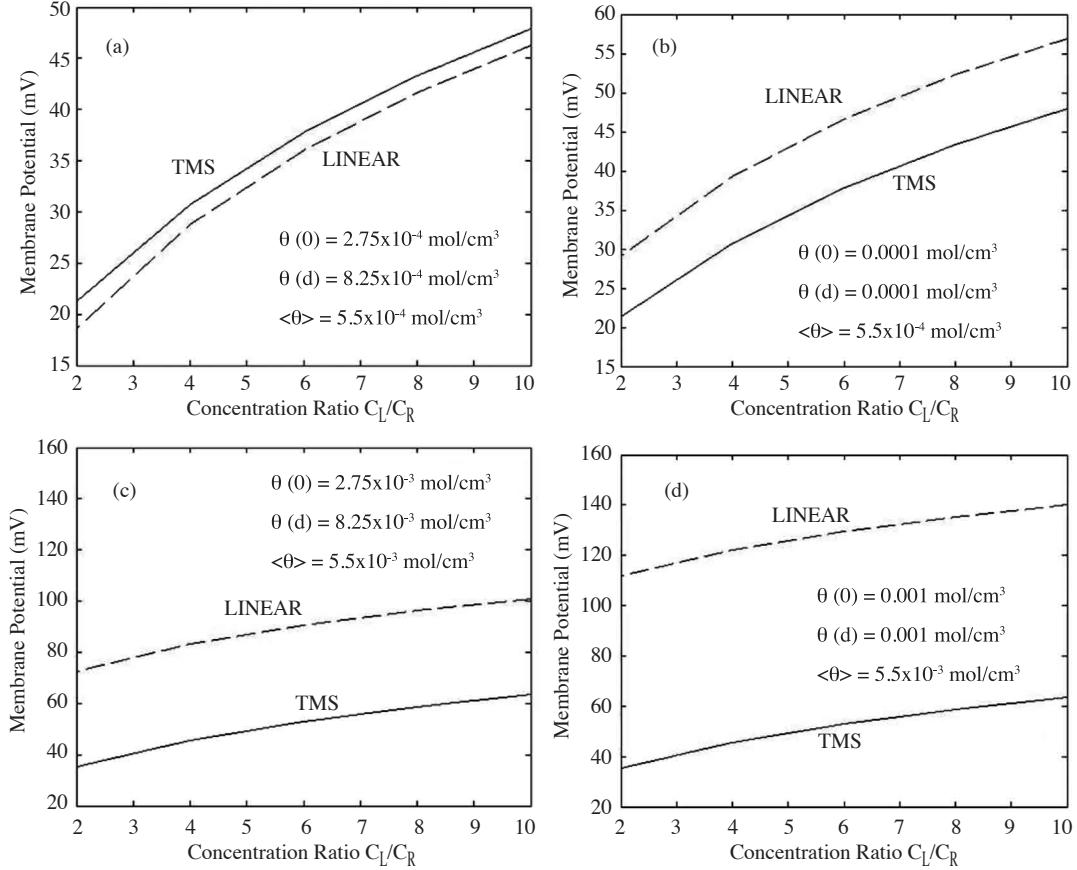 50
45
40
35
30
25
20
15
Membrane Potential (mV)
(a)
TMS
LINEAR
θ (0) = 2.75x10⁻⁴ mol/cm³
θ (d) = 8.25x10⁻⁴ mol/cm³
<θ> = 5.5x10⁻⁴ mol/cm³
2 3 4 5 6 7 8 9 10
Concentration Ratio C_L/C_R
60
55
50
45
40
35
30
25
20
15
Membrane Potential (mV)
(b)
LINEAR
TMS
θ (0) = 0.0001 mol/cm³
θ (d) = 0.0001 mol/cm³
<θ> = 5.5x10⁻⁴ mol/cm³
2 3 4 5 6 7 8 9 10
Concentration Ratio C_L/C_R
160
140
120
100
80
60
40
20
Membrane Potential (mV)
(c)
θ (0) = 2.75x10⁻³ mol/cm³
θ (d) = 8.25x10⁻³ mol/cm³
<θ> = 5.5x10⁻³ mol/cm³
LINEAR
TMS
2 3 4 5 6 7 8 9 10
Concentration Ratio C_L/C_R
160
140
120
100
80
60
40
20
Membrane Potential (mV)
(d)
LINEAR
θ (0) = 0.001 mol/cm³
θ (d) = 0.001 mol/cm³
<θ> = 5.5x10⁻³ mol/cm³
TMS
2 3 4 5 6 7 8 9 10
Concentration Ratio C_L/C_R